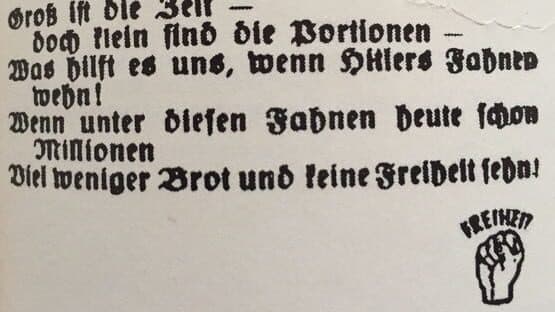 Groß ist die Zeit —
doch klein sind die Portionen —
Was hilft es uns, wenn Hitlers Fahnen
wehn!
Wenn unter diesen Fahnen heute schon
Millionen
Viel weniger Brot und keine Freiheit sehn!
FREIHEIT